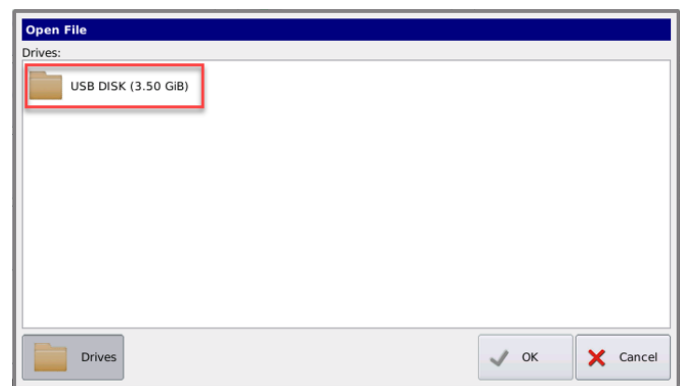 Open File
Drives:
USB DISK (3.50 GiB)
Drives
OK
Cancel